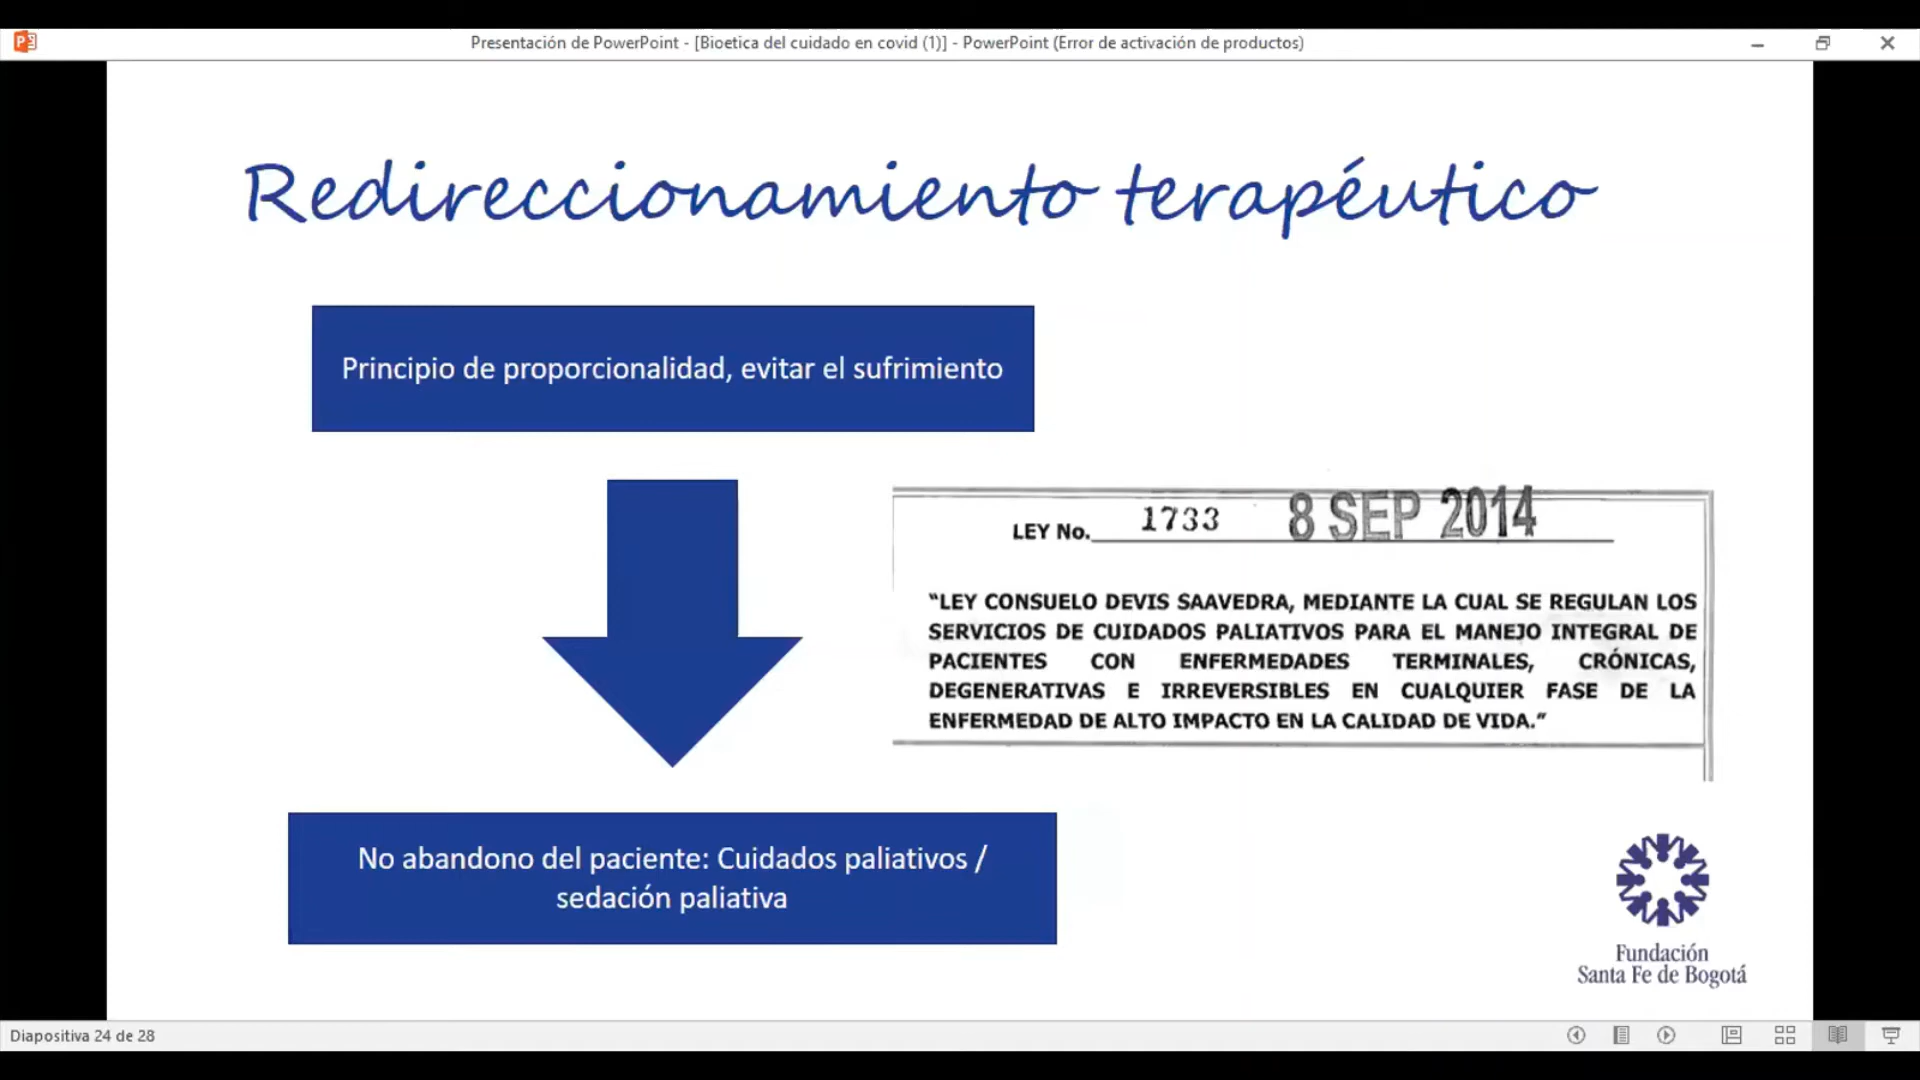 Presentación de PowerPoint - [Bioetica del cuidado en covid (1)] - PowerPoint (Error de activación de productos)
Redireccionamiento terapéutico
Principio de proporcionalidad, evitar el sufrimiento
LEY No. 1733 8 SEP 2014
“LEY CONSUELO DEVIS SAAVEDRA, MEDIANTE LA CUAL SE REGULAN LOS
SERVICIOS DE CUIDADOS PALIATIVOS PARA EL MANEJO INTEGRAL DE
PACIENTES CON ENFERMEDADES TERMINALES, CRÓNICAS,
DEGENERATIVAS E IRREVERSIBLES EN CUALQUIER FASE DE LA
ENFERMEDAD DE ALTO IMPACTO EN LA CALIDAD DE VIDA.”
No abandono del paciente: Cuidados paliativos /
sedación paliativa
Fundación
Santa Fe de Bogotá
Diapositiva 24 de 28